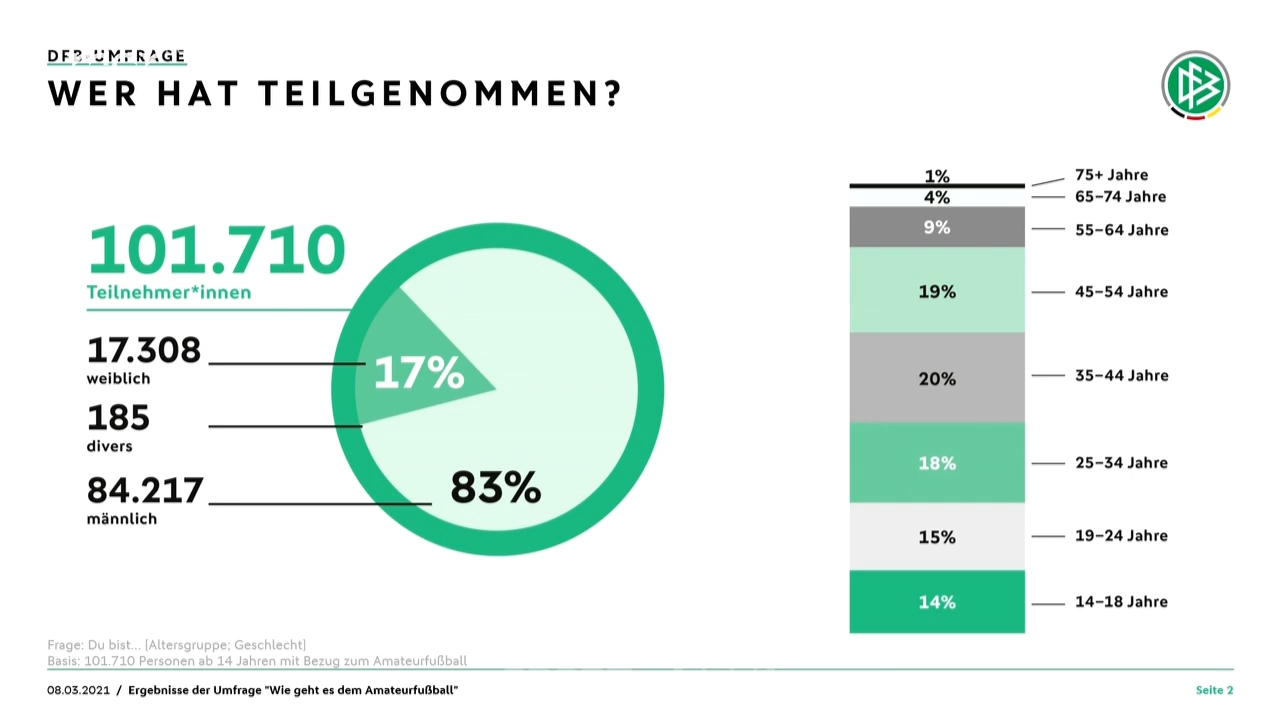 DFB-UMFRAGE
WER HAT TEILGENOMMEN?
DFB
101.710
Teilnehmer*innen
17.308
weiblich
185
divers
84.217
männlich
17%
83%
1% 75+ Jahre
4% 65–74 Jahre
9% 55–64 Jahre
19% 45–54 Jahre
20% 35–44 Jahre
18% 25–34 Jahre
15% 19–24 Jahre
14% 14–18 Jahre
Frage: Du bist... [Altersgruppe; Geschlecht]
Basis: 101.710 Personen ab 14 Jahren mit Bezug zum Amateurfußball
08.03.2021 / Ergebnisse der Umfrage "Wie geht es dem Amateurfußball"
Seite 2